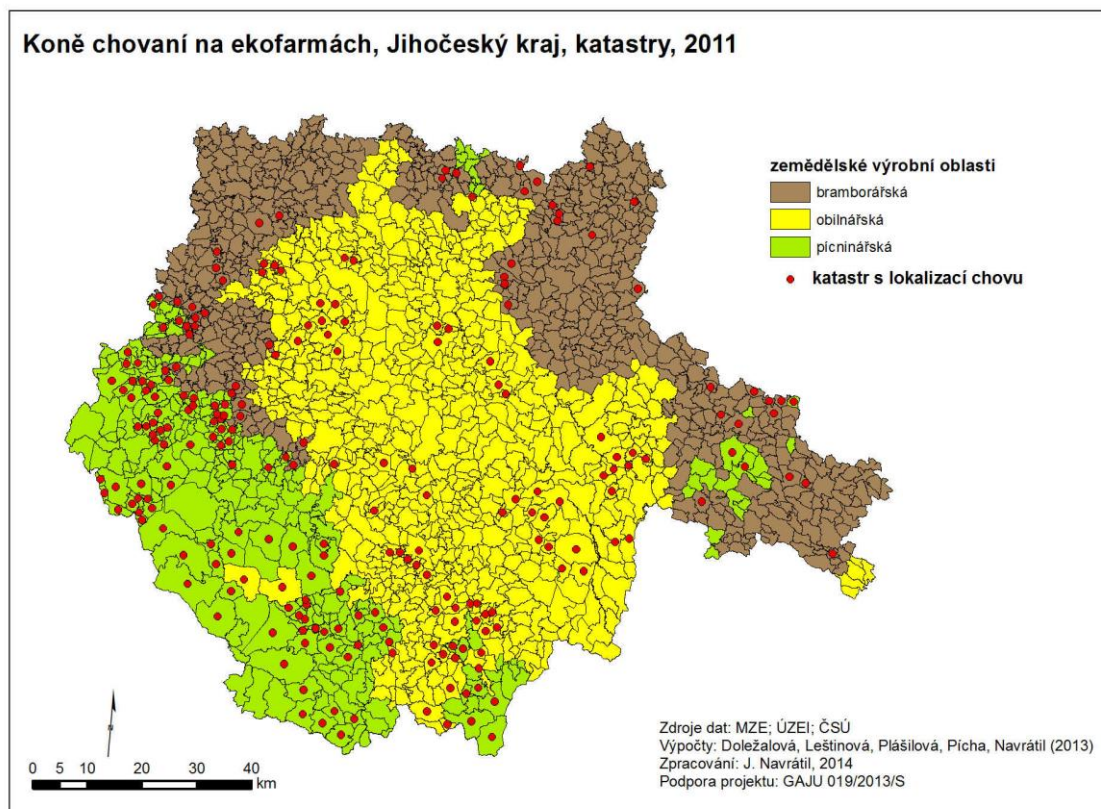 Koně chovaní na ekofarmách, Jihočeský kraj, katastry, 2011
zemědělské výrobní oblasti
bramborářská
obilnářská
pícninářská
katastr s lokalizací chovu
Zdroje dat: MZE; ÚZEI; ČSÚ
Výpočty: Doležalová, Leštinová, Plášilová, Pícha, Navrátil (2013)
Zpracování: J. Navrátil, 2014
Podpora projektu: GAJU 019/2013/S
0 5 10 20 30 40
km